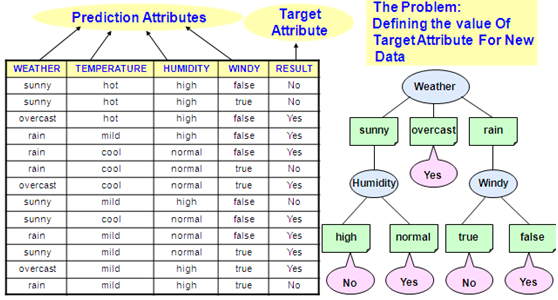 Prediction Attributes
Target
Attribute
The Problem:
Defining the value Of
TargetAttribute For New
Data
WEATHER TEMPERATURE HUMIDITY WINDY RESULT
sunny hot high false No
sunny hot high true No
overcast hot high false Yes
rain mild high false Yes
rain cool normal false Yes
rain cool normal true No
overcast cool normal true Yes
sunny mild high false No
sunny cool normal false Yes
rain mild normal false Yes
sunny mild normal true Yes
overcast mild high true Yes
rain mild high true No
Weather
sunny overcast rain
Yes
Humidity Windy
high normal true false
No Yes No Yes